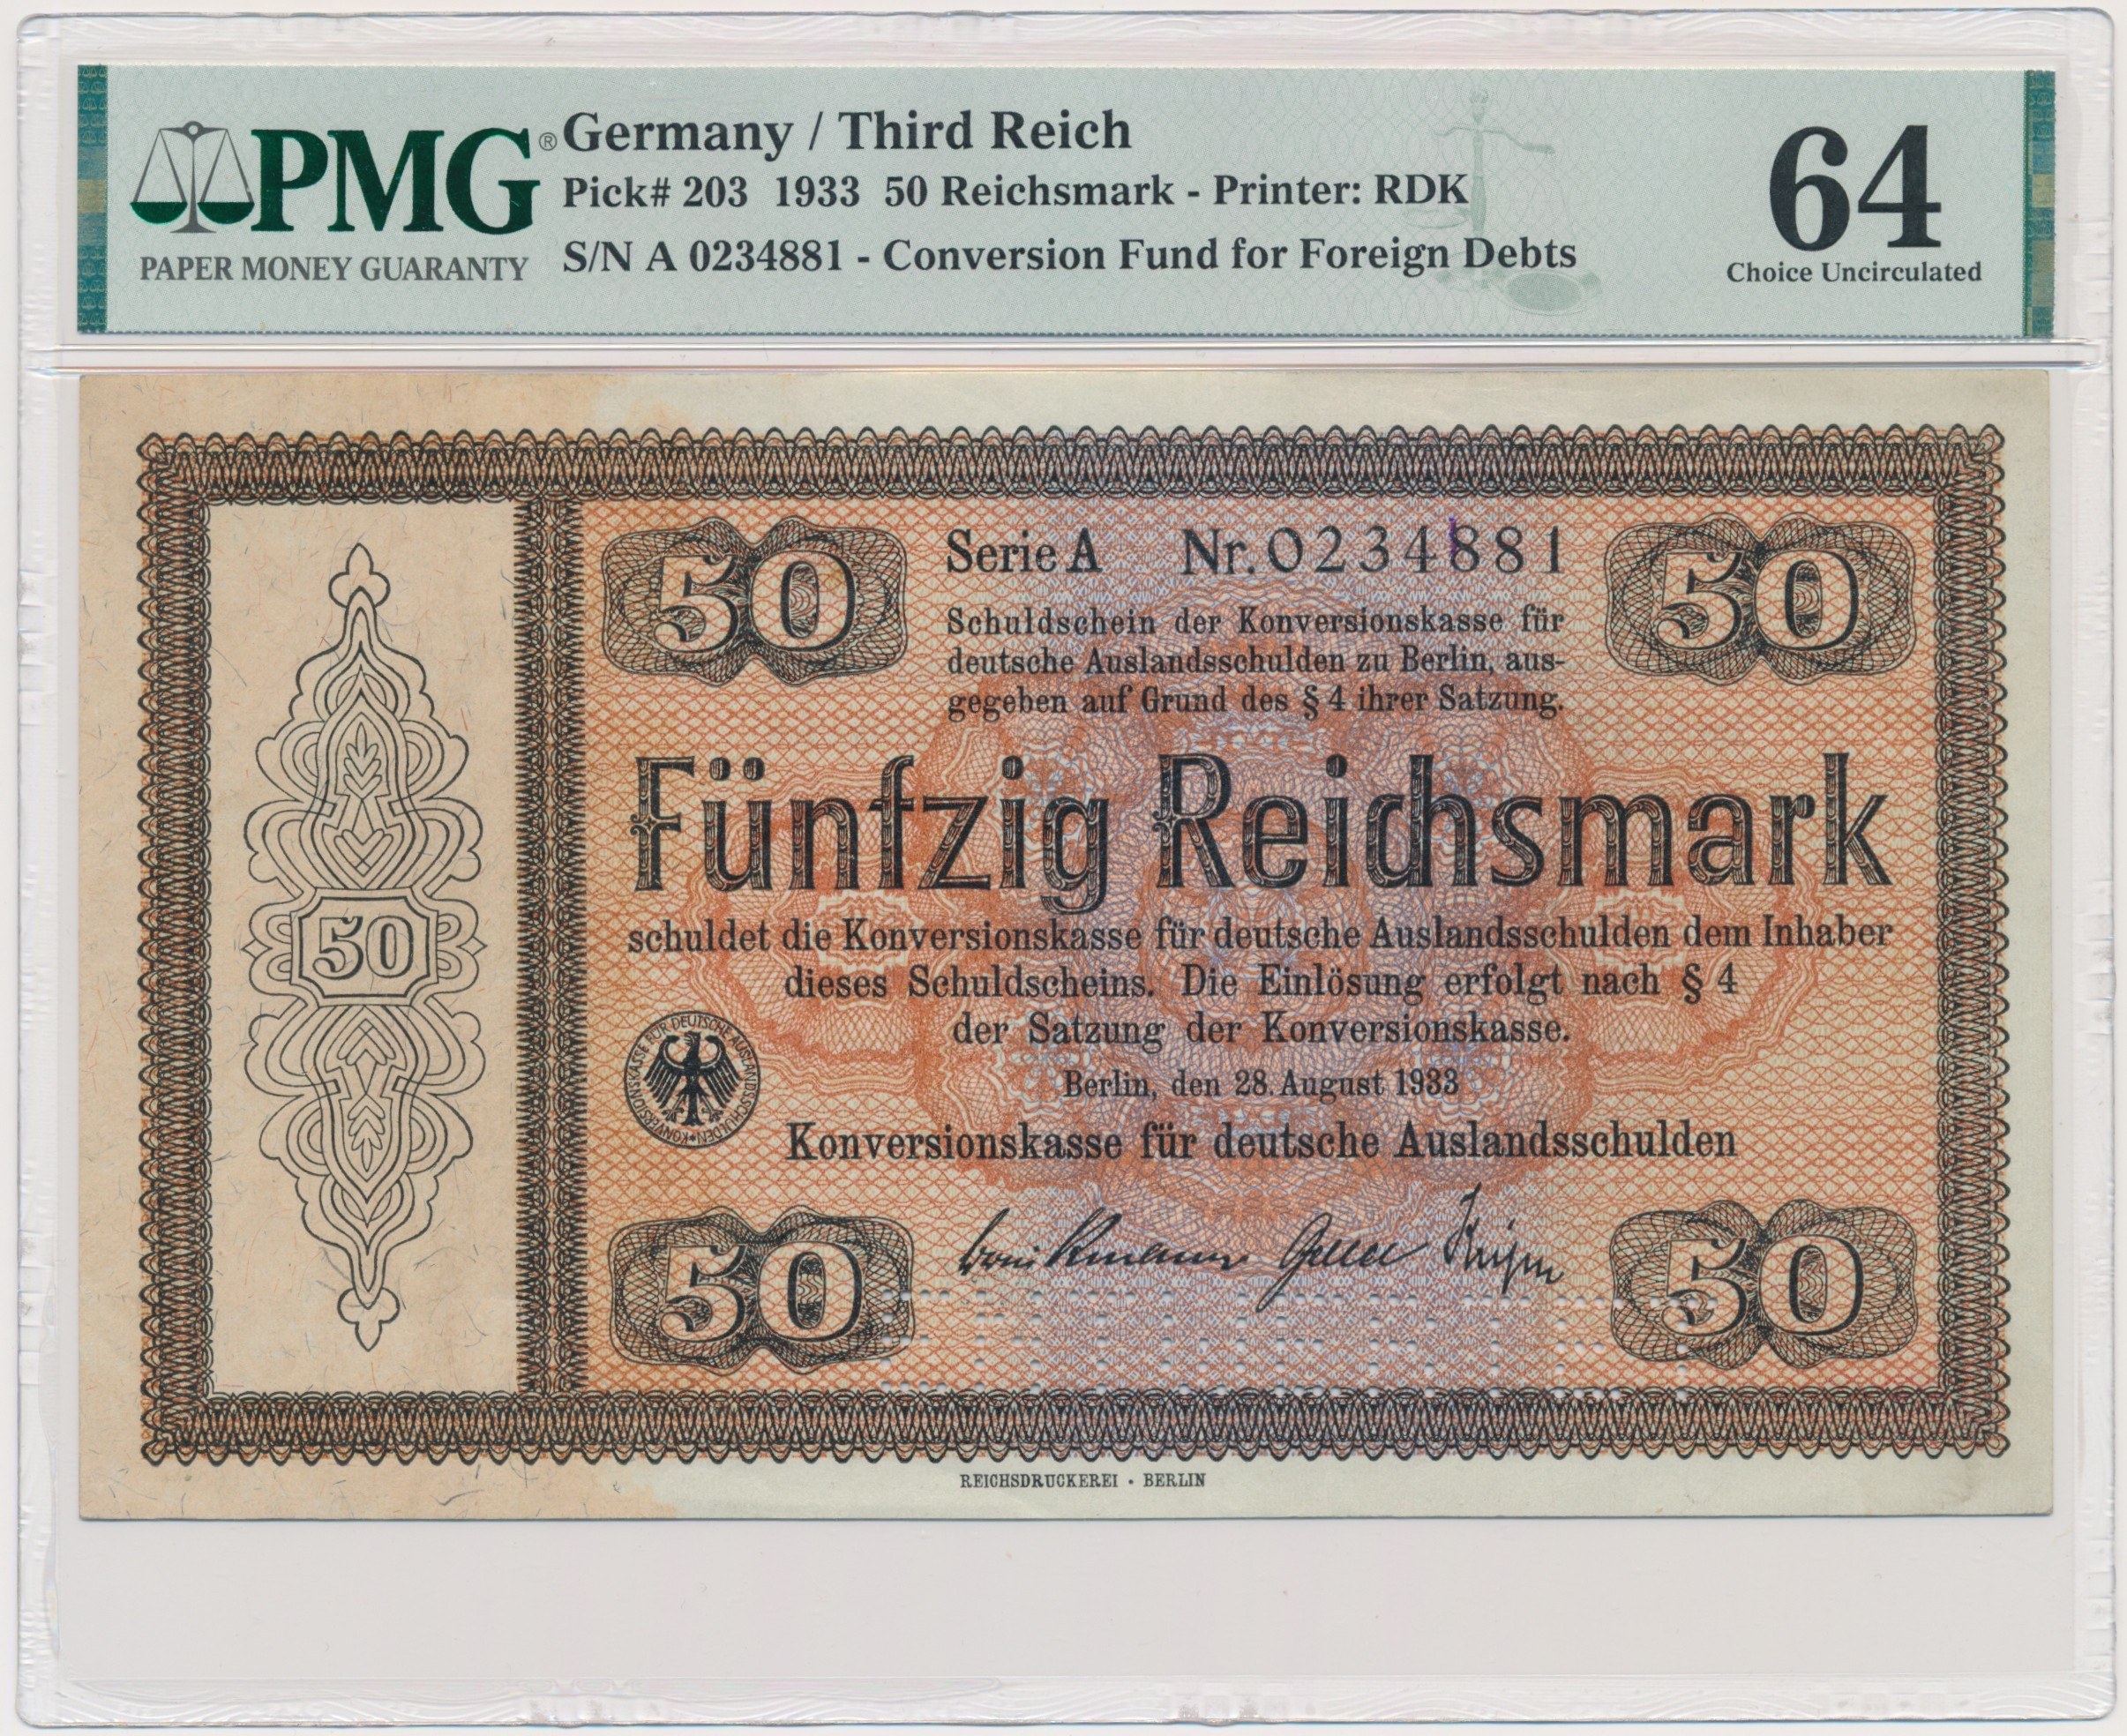 PMG®
PAPER MONEY GUARANTY
Germany / Third Reich
Pick# 203 1933 50 Reichsmark - Printer: RDK
S/N A 0234881 - Conversion Fund for Foreign Debts
64
Choice Uncirculated
50
50
50
Serie A Nr. 0234881
Schuldschein der Konversionskasse für
deutsche Auslandsschulden zu Berlin, aus-
gegeben auf Grund des § 4 ihrer Satzung.
Fünfzig Reichsmark
schuldet die Konversionskasse für deutsche Auslandsschulden dem Inhaber
dieses Schuldscheins. Die Einlösung erfolgt nach § 4
der Satzung der Konversionskasse.
Berlin, den 28. August 1933
KONVERSIONSKASSE FÜR DEUTSCHE AUSLANDSSCHULDEN
Konversionskasse für deutsche Auslandsschulden
50
50
REICHSDRUCKEREI • BERLIN